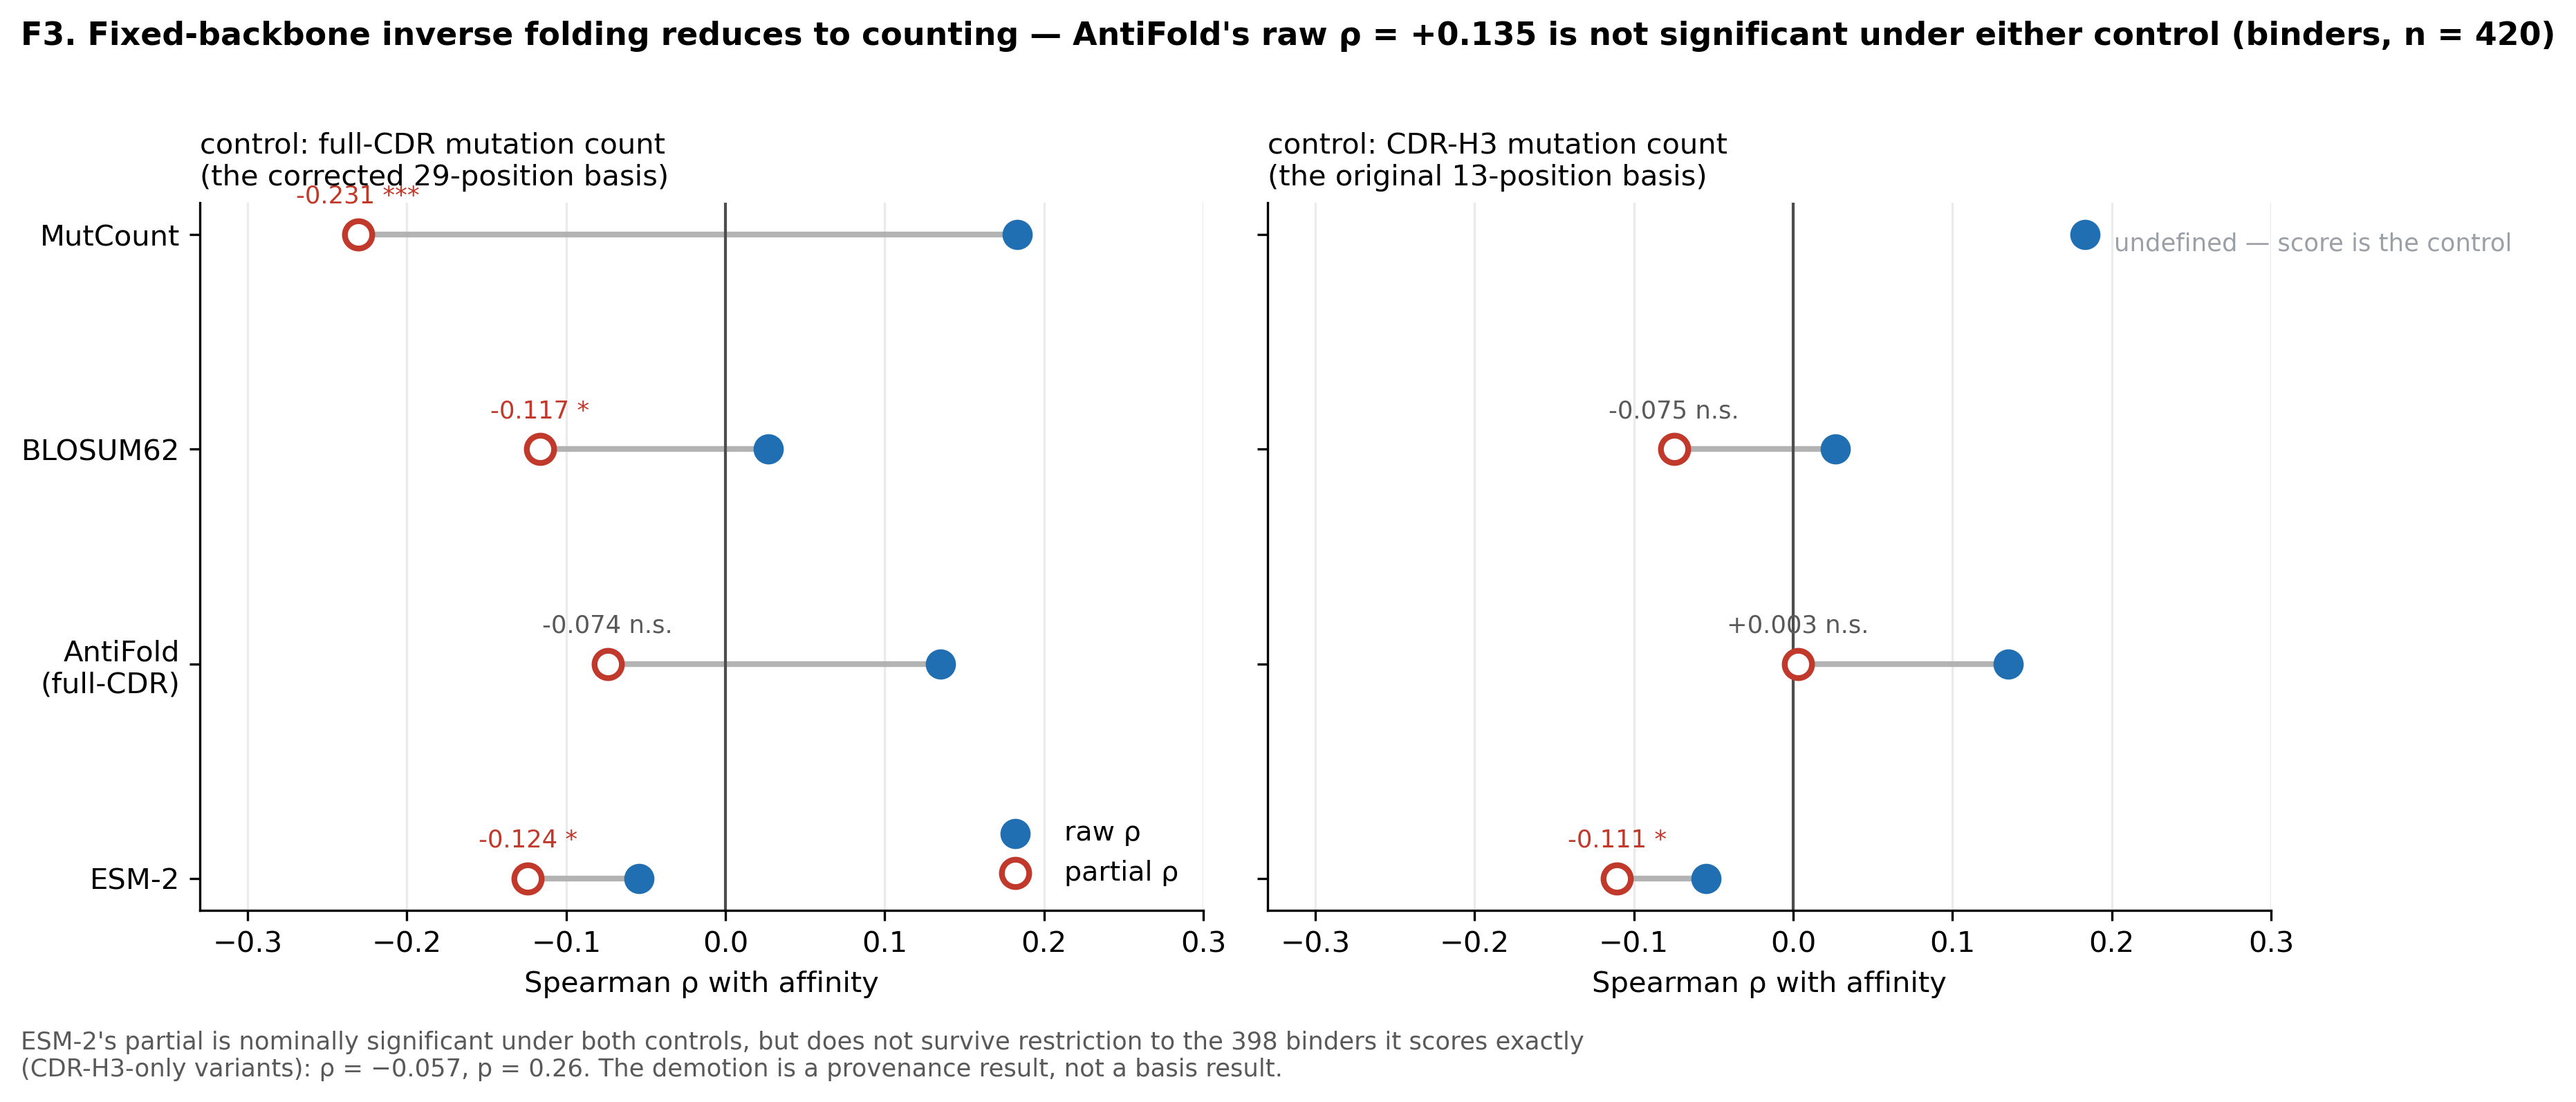 F3. Fixed-backbone inverse folding reduces to counting — AntiFold's raw ρ = +0.135 is not significant under either control (binders, n = 420)
control: full-CDR mutation count
(the corrected 29-position basis)
-0.231 ***
MutCount
BLOSUM62
-0.117 *
AntiFold
(full-CDR)
-0.074 n.s.
ESM-2
-0.124 *
raw ρ
partial ρ
−0.3 −0.2 −0.1 0.0 0.1 0.2 0.3
Spearman ρ with affinity
control: CDR-H3 mutation count
(the original 13-position basis)
undefined — score is the control
-0.075 n.s.
+0.003 n.s.
-0.111 *
−0.3 −0.2 −0.1 0.0 0.1 0.2 0.3
Spearman ρ with affinity
ESM-2's partial is nominally significant under both controls, but does not survive restriction to the 398 binders it scores exactly
(CDR-H3-only variants): ρ = −0.057, p = 0.26. The demotion is a provenance result, not a basis result.